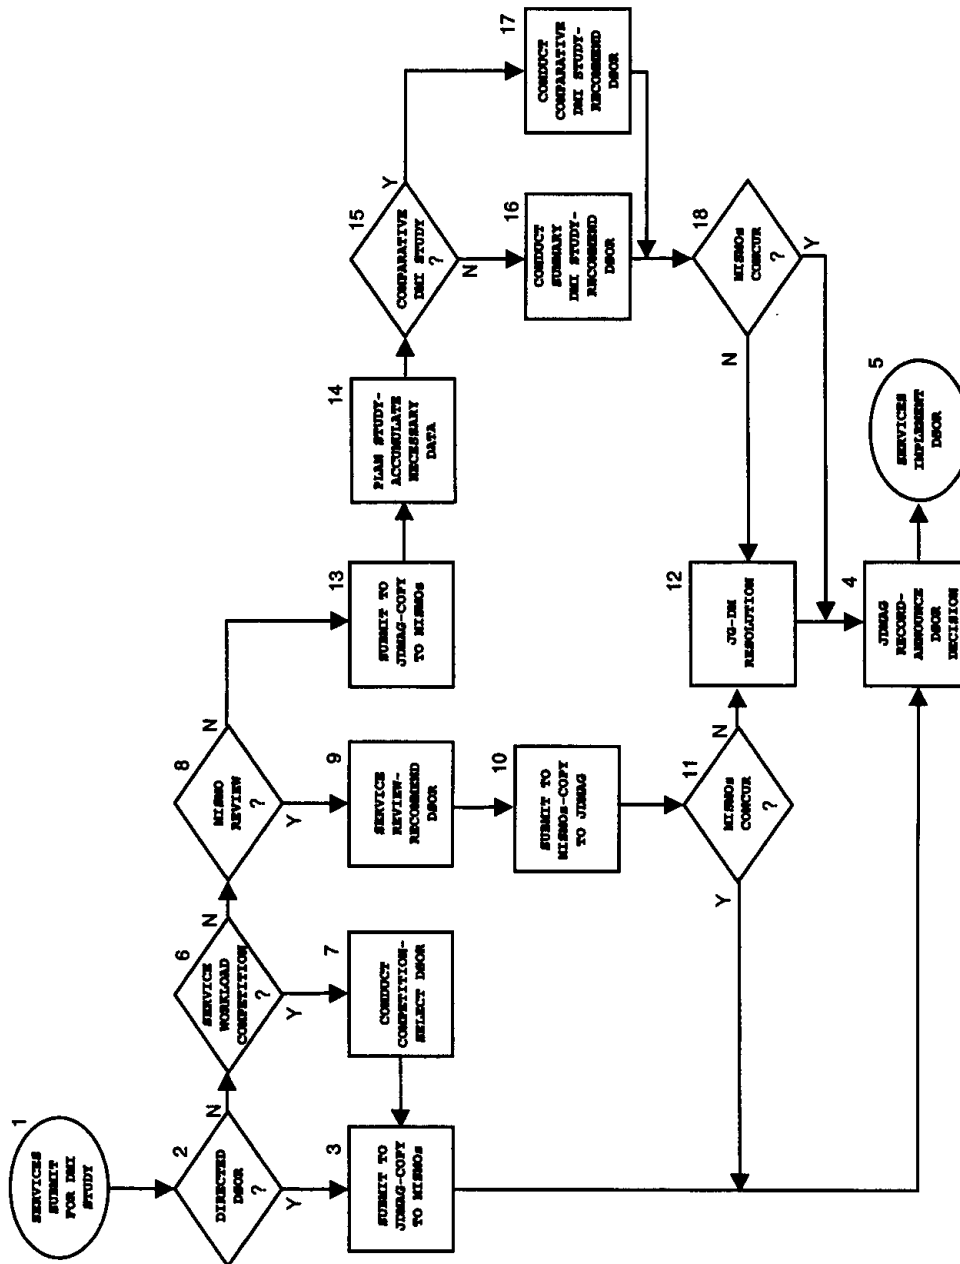 1
SERVICES
SUBMIT
FOR DMI
STUDY
2
DIRECTED
DSOR
?
N
Y
3
SUBMIT TO
JDMAG-COPY
TO MISMOs
6
SERVICE
WORKLOAD
COMPETITION
?
N
Y
7
CONDUCT
COMPETITION-
SELECT DSOR
8
MISMO
REVIEW
?
N
Y
9
SERVICE
REVIEW-
RECOMMEND
DSOR
10
SUBMIT TO
MISMOs-COPY
TO JDMAG
11
MISMOs
CONCUR
?
N
Y
12
JG-DM
RESOLUTION
13
SUBMIT TO
JDMAG-COPY
TO MISMOs
14
PLAN STUDY-
ACCUMULATE
NECESSARY
DATA
15
COMPARATIVE
DMI STUDY
?
Y
N
16
CONDUCT
SUMMARY
DMI STUDY-
RECOMMEND
DSOR
17
CONDUCT
COMPARATIVE
DMI STUDY-
RECOMMEND
DSOR
18
MISMOs
CONCUR
?
N
Y
4
JDMAG
RECORD-
ANNOUNCE
DSOR
DECISION
5
SERVICES
IMPLEMENT
DSOR